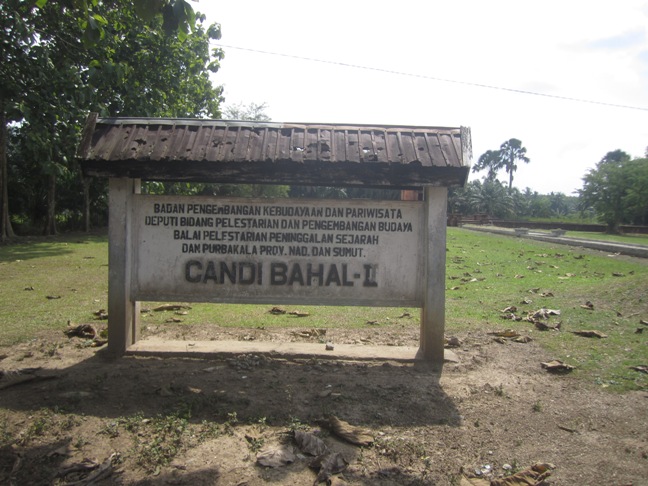 BADAN PENGEMBANGAN KEBUDAYAAN DAN PARIWISATA
DEPUTI BIDANG PELESTARIAN DAN PENGEMBANGAN BUDAYA
BALAI PELESTARIAN PENINGGALAN SEJARAH
DAN PURBAKALA PROV. NAD. DAN SUMUT.
CANDI BAHAL-II